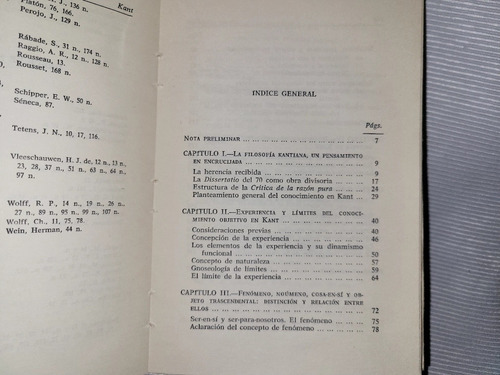 J., 136 n.
Kant
Platón, 76, 166.
Perojo, J., 129 n.
Rábade, S., 31 n., 174 n.
Raggio, A. R., 12 n., 128 n.
Rousseau, 13.
Rousset, 168 n.
Schipper, E. W., 50 n.
Séneca, 87.
Tetens, J. N., 10, 17, 116.
Vleeschauwen, H. J. de, 12 n., 13 n.,
23, 28, 37 n., 51 n., 63 n., 64 n.,
97 n.
Wolff, R. P., 14 n., 19 n., 26 n.,
27 n., 89 n., 95 n., 99 n., 107 n.
Wolff, Ch., 11, 75, 78.
Wein, Herman, 44 n.
INDICE GENERAL
Págs.
NOTA PRELIMINAR ... ... ... ... ... ... ... ... ... ... 7
CAPITULO I.—LA FILOSOFÍA KANTIANA, UN PENSAMIENTO
EN ENCRUCIJADA ... ... ... ... ... ... ... ... ... ... 9
La herencia recibida ... ... ... ... ... ... ... ... ... 9
La Dissertatio del 70 como obra divisoria ... ... ... 17
Estructura de la Crítica de la razón pura ... ... ... 24
Planteamiento general del conocimiento en Kant ... 29
CAPITULO II.—EXPERIENCIA Y LÍMITES DEL CONOCI-
MIENTO OBJETIVO EN KANT ... ... ... ... ... ... ... 40
Consideraciones previas ... ... ... ... ... ... ... ... 40
Concepción de la experiencia ... ... ... ... ... ... 46
Los elementos de la experiencia y su dinamismo
funcional ... ... ... ... ... ... ... ... ... ... ... 50
Concepto de naturaleza ... ... ... ... ... ... ... ... 57
Gnoseología de límites ... ... ... ... ... ... ... ... 59
El límite de la experiencia ... ... ... ... ... ... ... 64
CAPITULO III.—FENÓMENO, NOÚMENO, COSA-EN-SÍ Y OB-
JETO TRASCENDENTAL: DISTINCIÓN Y RELACIÓN ENTRE
ELLOS ... ... ... ... ... ... ... ... ... ... ... ... 72
Ser-en-sí y ser-para-nosotros. El fenómeno ... ... 75
Aclaración del concepto de fenómeno ... ... ... ... 78